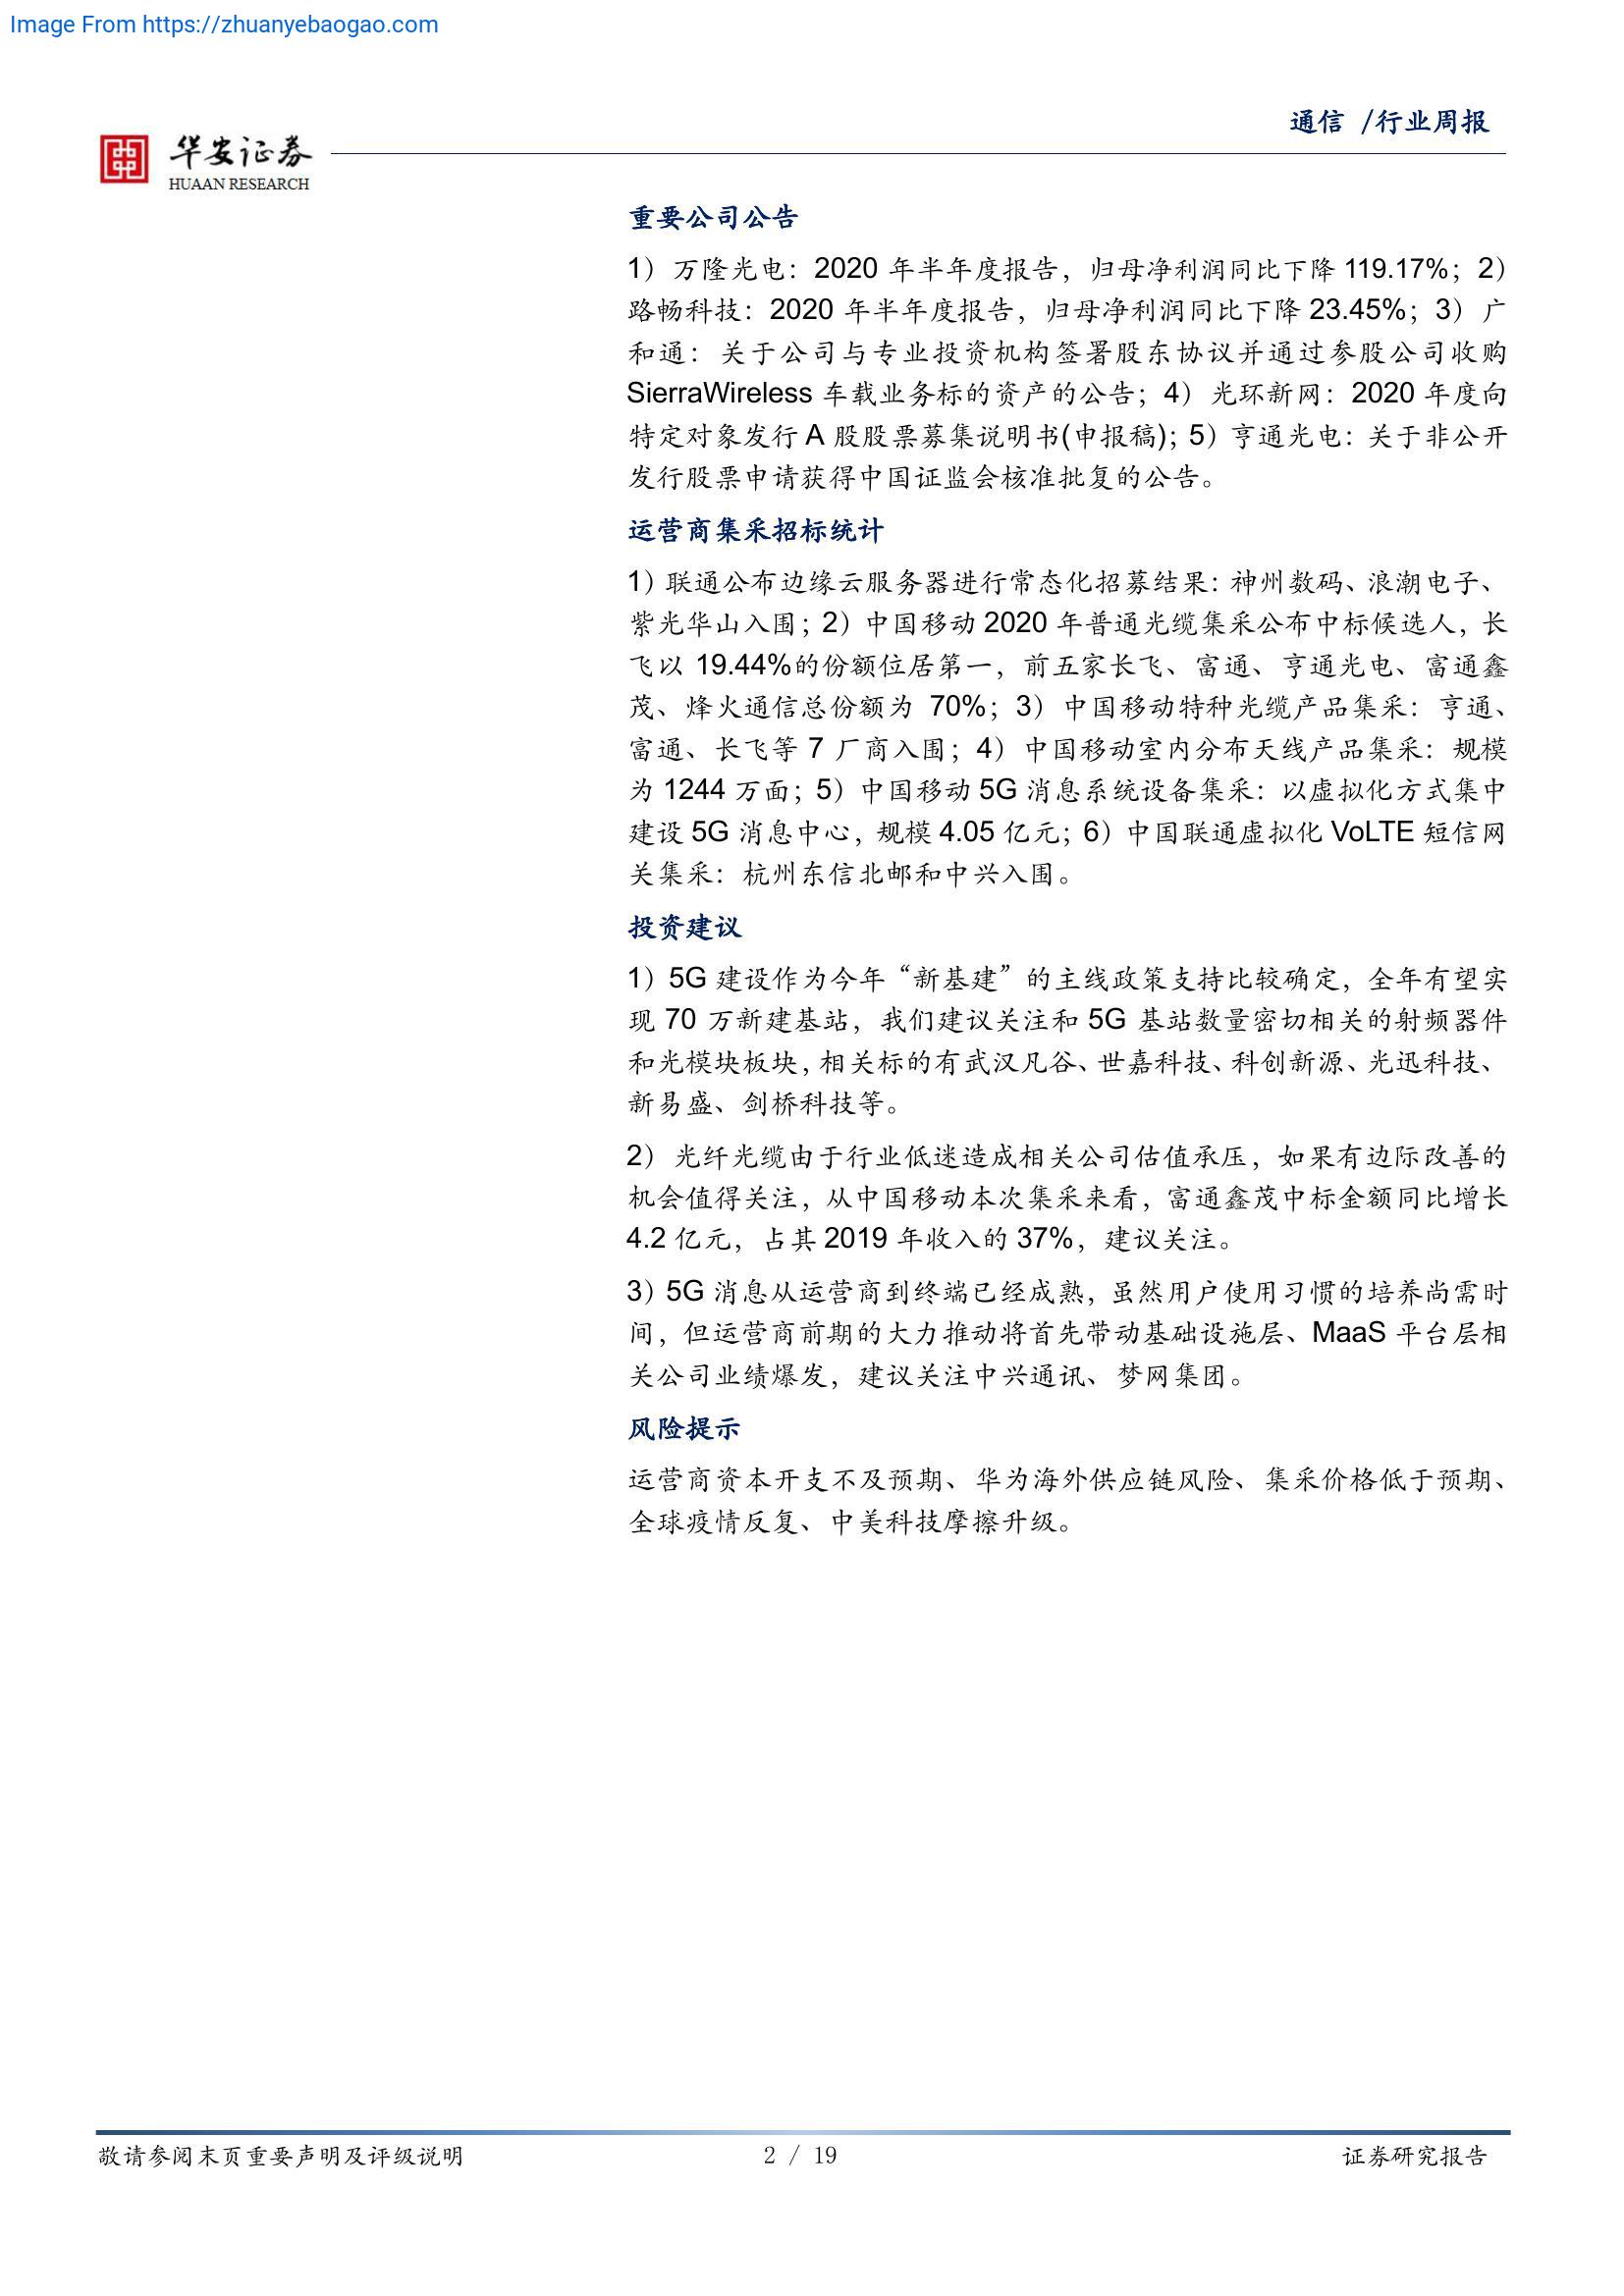 Image From https://zhuanyebaogao.com
通信 /行业周报
华安证券
HUAAN RESEARCH
重要公司公告
1）万隆光电：2020 年半年度报告，归母净利润同比下降 119.17%；2）
路畅科技：2020 年半年度报告，归母净利润同比下降 23.45%；3）广
和通：关于公司与专业投资机构签署股东协议并通过参股公司收购
SierraWireless 车载业务标的资产的公告；4）光环新网：2020 年度向
特定对象发行 A 股股票募集说明书(申报稿)；5）亨通光电：关于非公开
发行股票申请获得中国证监会核准批复的公告。
运营商集采招标统计
1）联通公布边缘云服务器进行常态化招募结果：神州数码、浪潮电子、
紫光华山入围；2）中国移动 2020 年普通光缆集采公布中标候选人，长
飞以 19.44%的份额位居第一，前五家长飞、富通、亨通光电、富通鑫
茂、烽火通信总份额为 70%；3）中国移动特种光缆产品集采：亨通、
富通、长飞等 7 厂商入围；4）中国移动室内分布天线产品集采：规模
为 1244 万面；5）中国移动 5G 消息系统设备集采：以虚拟化方式集中
建设 5G 消息中心，规模 4.05 亿元；6）中国联通虚拟化 VoLTE 短信网
关集采：杭州东信北邮和中兴入围。
投资建议
1）5G 建设作为今年“新基建”的主线政策支持比较确定，全年有望实
现 70 万新建基站，我们建议关注和 5G 基站数量密切相关的射频器件
和光模块板块，相关标的有武汉凡谷、世嘉科技、科创新源、光迅科技、
新易盛、剑桥科技等。
2）光纤光缆由于行业低迷造成相关公司估值承压，如果有边际改善的
机会值得关注，从中国移动本次集采来看，富通鑫茂中标金额同比增长
4.2 亿元，占其 2019 年收入的 37%，建议关注。
3）5G 消息从运营商到终端已经成熟，虽然用户使用习惯的培养尚需时
间，但运营商前期的大力推动将首先带动基础设施层、MaaS 平台层相
关公司业绩爆发，建议关注中兴通讯、梦网集团。
风险提示
运营商资本开支不及预期、华为海外供应链风险、集采价格低于预期、
全球疫情反复、中美科技摩擦升级。
敬请参阅末页重要声明及评级说明
2 / 19
证券研究报告